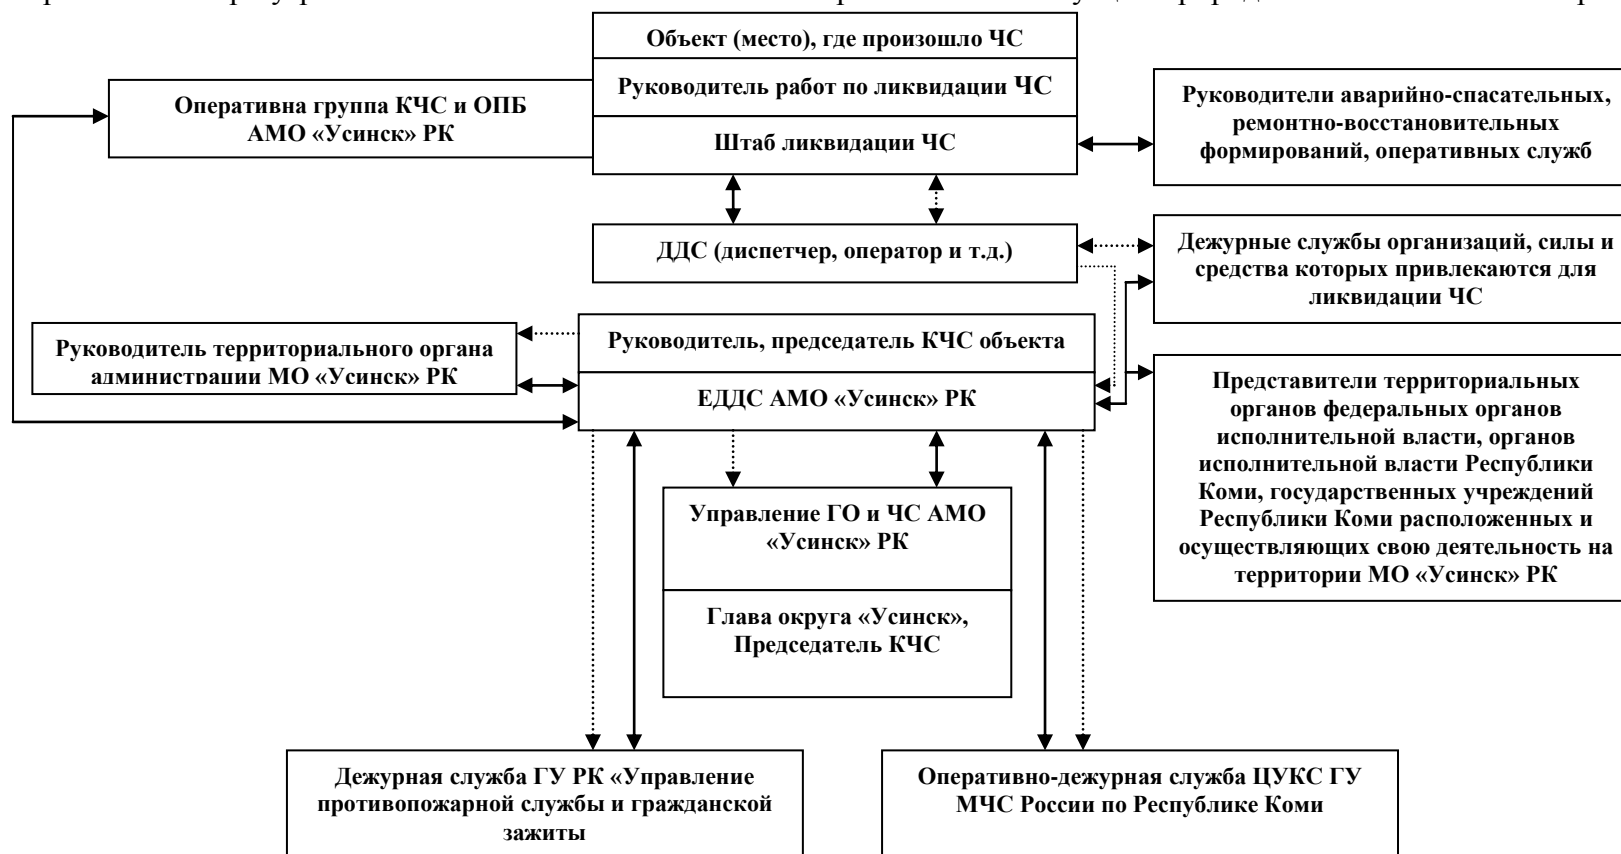 Объект (место), где произошло ЧС
Руководитель работ по ликвидации ЧС
Штаб ликвидации ЧС
Оперативна группа КЧС и ОПБ
АМО «Усинск» РК
Руководители аварийно-спасательных,
ремонтно-восстановительных
формирований, оперативных служб
ДДС (диспетчер, оператор и т.д.)
Дежурные службы организаций, силы и
средства которых привлекаются для
ликвидации ЧС
Руководитель территориального органа
администрации МО «Усинск» РК
Руководитель, председатель КЧС объекта
ЕДДС АМО «Усинск» РК
Представители территориальных
органов федеральных органов
исполнительной власти, органов
исполнительной власти Республики
Коми, государственных учреждений
Республики Коми расположенных и
осуществляющих свою деятельность на
территории МО «Усинск» РК
Управление ГО и ЧС АМО
«Усинск» РК
Глава округа «Усинск»,
Председатель КЧС
Дежурная служба ГУ РК «Управление
противопожарной службы и гражданской
зажиты
Оперативно-дежурная служба ЦУКС ГУ
МЧС России по Республике Коми